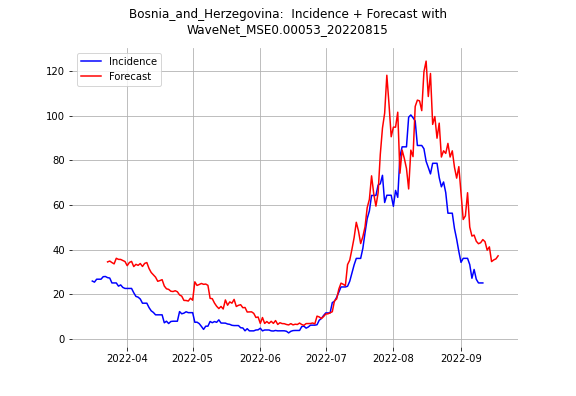 Bosnia_and_Herzegovina:  Incidence + Forecast with
WaveNet_MSE0.00053_20220815
Incidence
Forecast
120
100
80
60
40
20
0
2022-04 2022-05 2022-06 2022-07 2022-08 2022-09